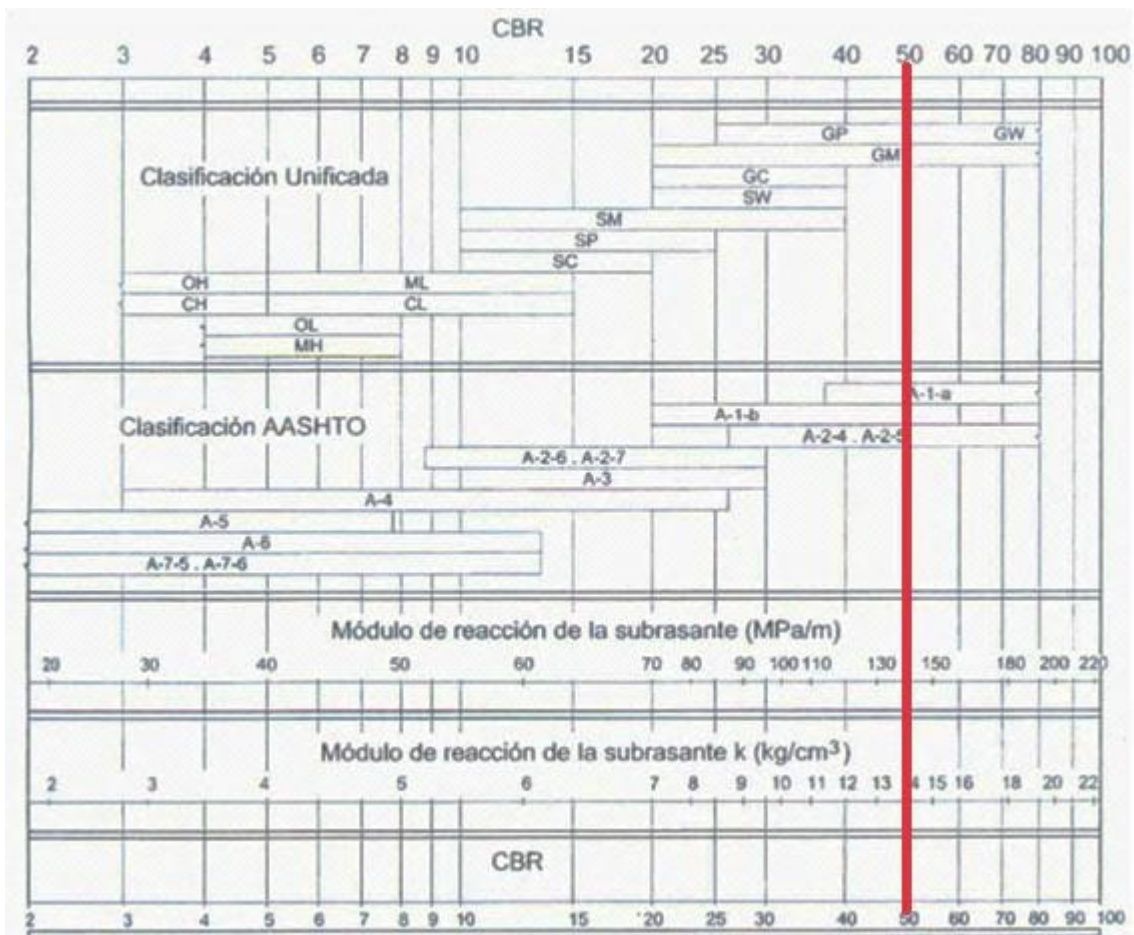 CBR
2 3 4 5 6 7 8 9 10 15 20 25 30 40 50 60 70 80 90 100
GP GW
GM
Clasificación Unificada
GC
SW
SM
SP
SC
OH ML
CH CL
OL
MH
A-1-a
A-1-b
Clasificación AASHTO
A-2-4 . A-2-5
A-2-6 . A-2-7
A-3
A-4
A-5
A-6
A-7-5 . A-7-6
Módulo de reacción de la subrasante (MPa/m)
20 30 40 50 60 70 80 90 100 110 130 150 180 200 220
Módulo de reacción de la subrasante k (kg/cm³)
2 3 4 5 6 7 8 9 10 11 12 13 4 15 16 18 20 22
CBR
2 3 4 5 6 7 8 9 10 15 20 25 30 40 50 60 70 80 90 100